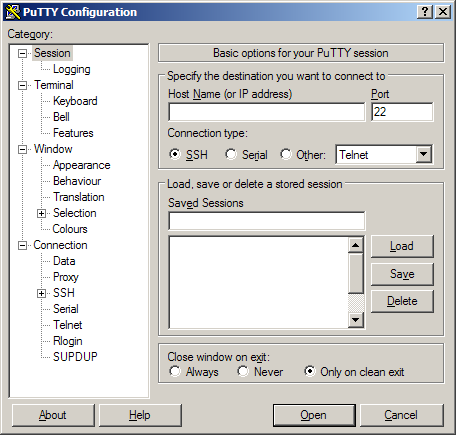 PuTTY Configuration
Category:
Session
Logging
Terminal
Keyboard
Bell
Features
Window
Appearance
Behaviour
Translation
Selection
Colours
Connection
Data
Proxy
SSH
Serial
Telnet
Rlogin
SUPDUP
Basic options for your PuTTY session
Specify the destination you want to connect to
Host Name (or IP address) Port
22
Connection type:
SSH Serial Other: Telnet
Load, save or delete a stored session
Saved Sessions
Load
Save
Delete
Close window on exit:
Always Never Only on clean exit
About Help Open Cancel